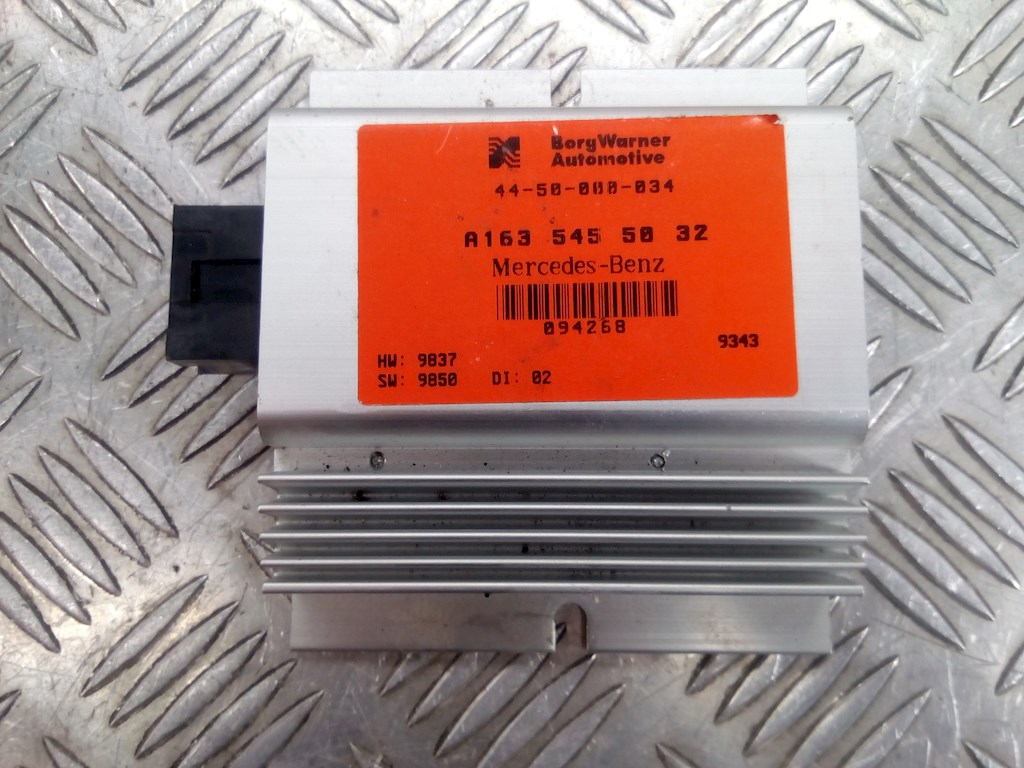 BorgWarner
Automotive
44-50-000-034
A163 545 50 32
Mercedes-Benz
094268
9343
HW: 9837
SW: 9850 DI: 02